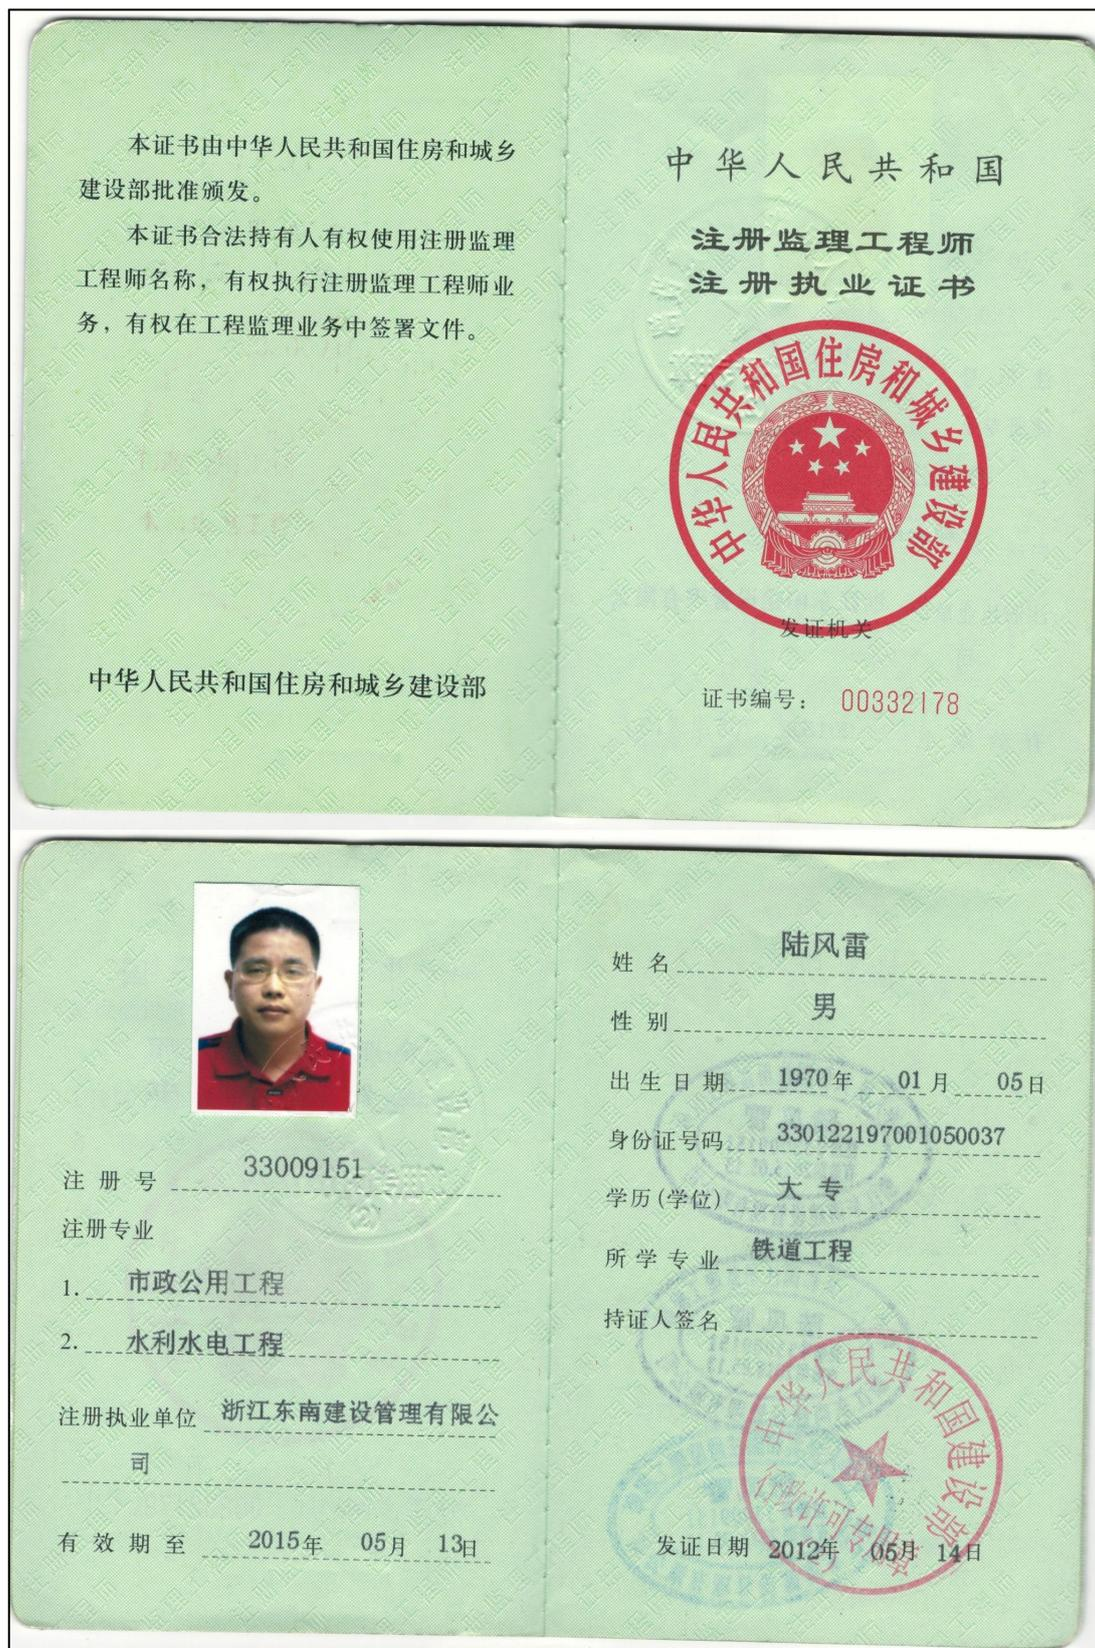 本证书由中华人民共和国住房和城乡
建设部批准颁发。
本证书合法持有人有权使用注册监理
工程师名称，有权执行注册监理工程师业
务，有权在工程监理业务中签署文件。
中华人民共和国住房和城乡建设部
中华人民共和国
注册监理工程师
注册执业证书
中华人民共和国住房和城乡建设部
发证机关
证书编号： 00332178
注册号 33009151
注册专业
1. 市政公用工程
2. 水利水电工程
注册执业单位 浙江东南建设管理有限公
司
有效期至 2015年 05月 13日
姓名 陆风雷
性别 男
出生日期 1970年 01月 05日
身份证号码 330122197001050037
学历(学位) 大专
所学专业 铁道工程
持证人签名
中华人民共和国建设部
行政许可专用章
(2)
发证日期 2012年 05月 14日